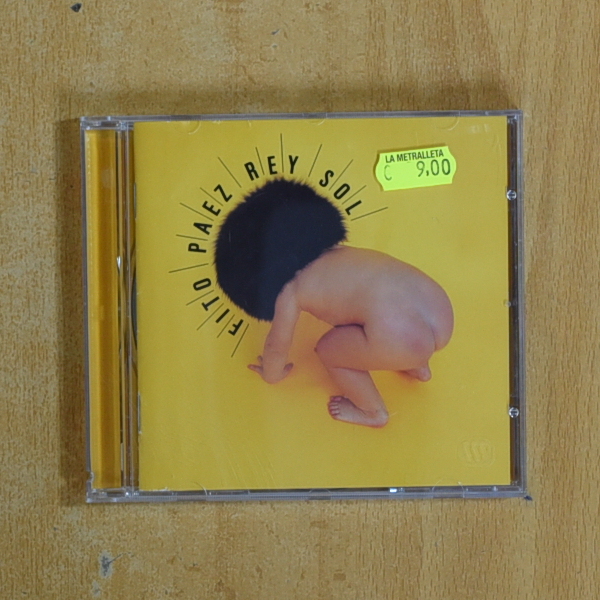 FITO PAEZ REY SOL
LA METRALLETA
€ 9.00